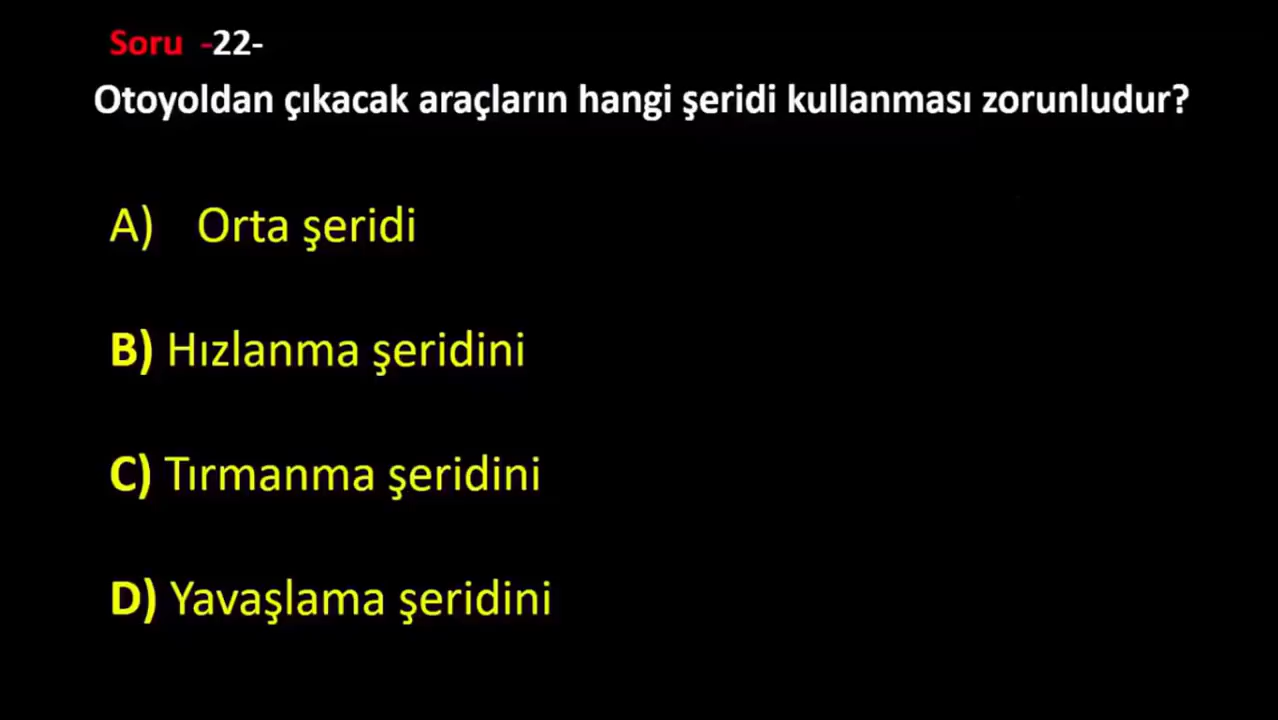 Soru -22-
Otoyoldan çıkacak araçların hangi şeridi kullanması zorunludur?
A) Orta şeridi
B) Hızlanma şeridini
C) Tırmanma şeridini
D) Yavaşlama şeridini